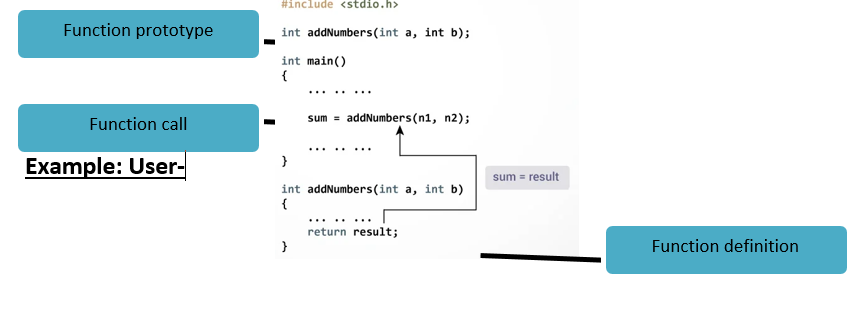 #include <stdio.h>
Function prototype
int addNumbers(int a, int b);
int main()
{
... .. ...
Function call
sum = addNumbers(n1, n2);
... .. ...
}
Example: User-
sum = result
int addNumbers(int a, int b)
{
... .. ...
return result;
}
Function definition